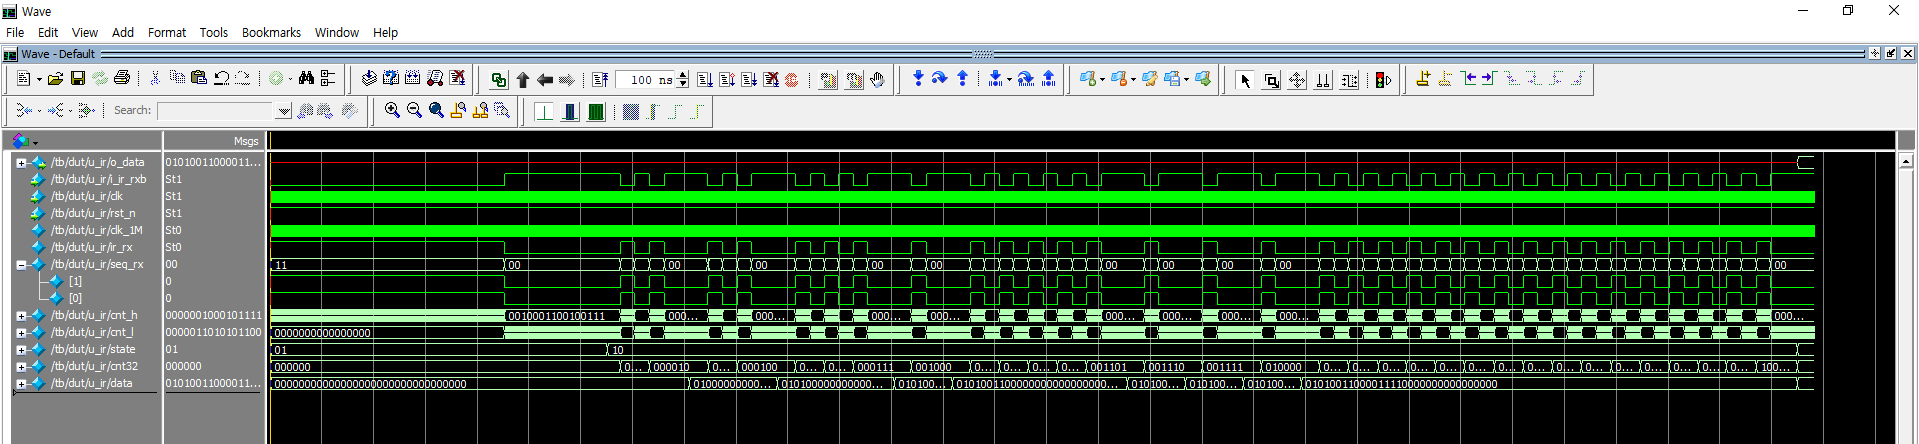 Wave
File Edit View Add Format Tools Bookmarks Window Help
Wave - Default
100 ns
Search:
Msgs
/tb/dut/u_ir/o_data 01010011000011...
/tb/dut/u_ir/i_ir_rxb St1
/tb/dut/u_ir/clk St1
/tb/dut/u_ir/rst_n St1
/tb/dut/u_ir/clk_1M St0
/tb/dut/u_ir/ir_rx St0
/tb/dut/u_ir/seq_rx 00 11 00 00 00 00 00 00 00 00 00 00
[1] 0
[0] 0
/tb/dut/u_ir/cnt_h 0000001000101111 0010001100100111 000... 000... 000... 000... 000... 000... 000... 000... 000...
/tb/dut/u_ir/cnt_l 0000011010101100 0000000000000000
/tb/dut/u_ir/state 01 01 10
/tb/dut/u_ir/cnt32 000000 000000 0... 000010 0... 000100 0... 0... 000111 001000 0... 0... 0... 0... 001101 001110 001111 010000 0... 0... 0... 0... 0... 0... 0... 0... 0... 0... 0... 0... 0... 0... 0... 100...
/tb/dut/u_ir/data 01010011000011... 00000000000000000000000000000000 01000000000... 010100000000000... 010100... 0101001100000000000000000... 010100... 010100... 010100... 01010011000011110000000000000000